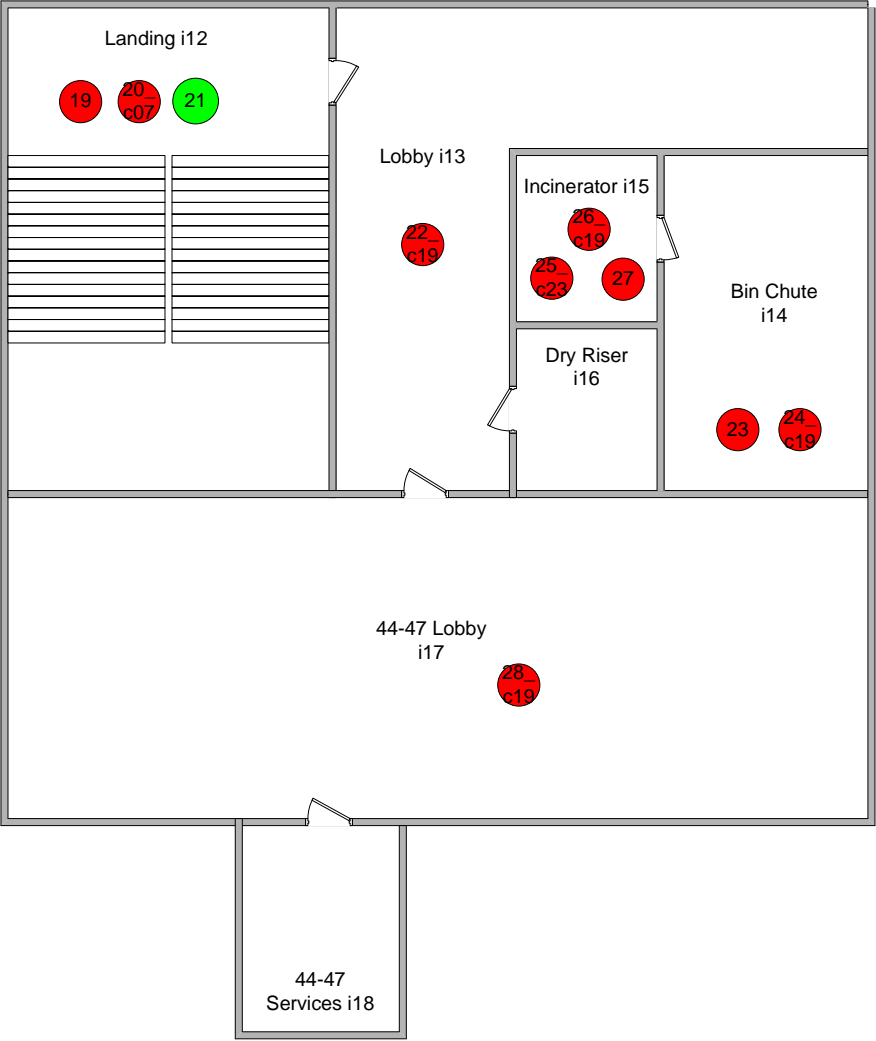 Landing i12
19
20_
c07
21
Lobby i13
22_
c19
Incinerator i15
26_
c19
25_
c23
27
Bin Chute
i14
Dry Riser
i16
23
24_
c19
44-47 Lobby
i17
28_
c19
44-47
Services i18